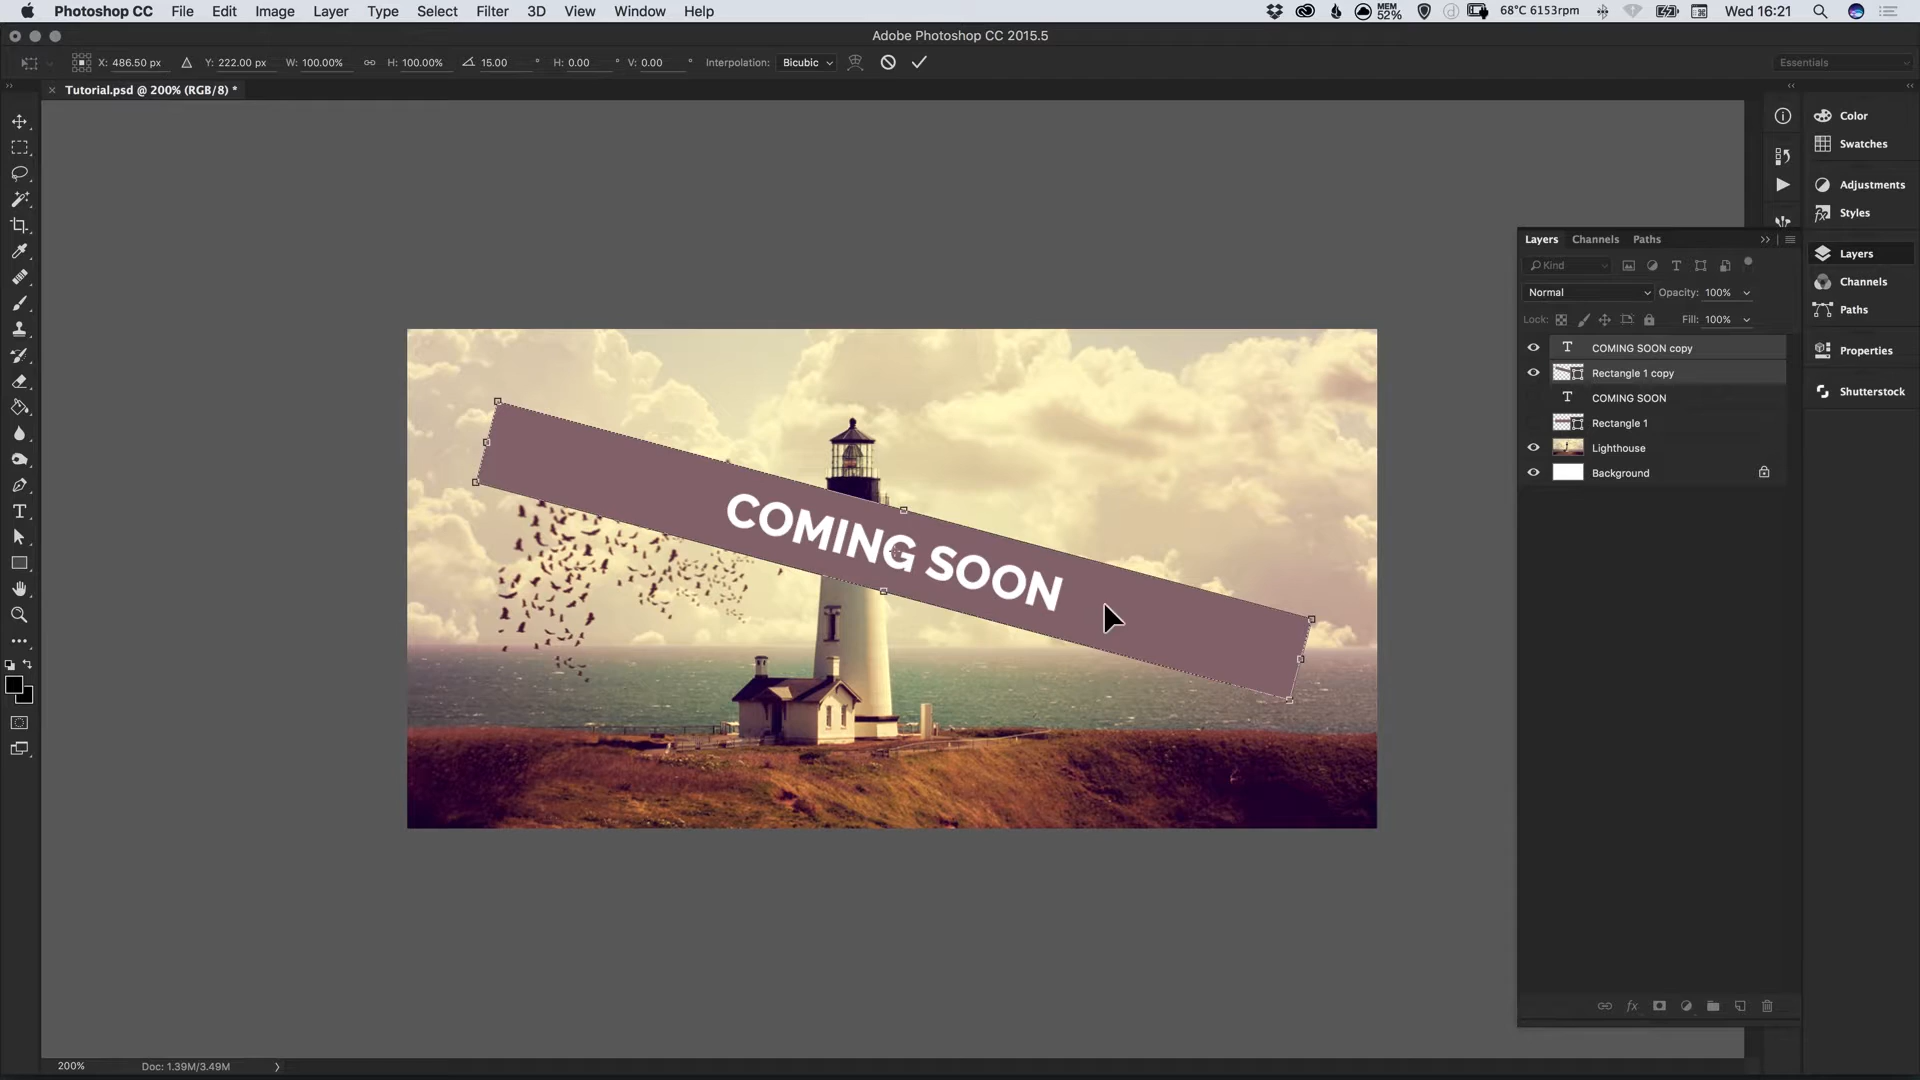 Photoshop CC File Edit Image Layer Type Select Filter 3D View Window Help MEM 52% 68°C 6153rpm Wed 16:21
Adobe Photoshop CC 2015.5
X: 486.50 px Y: 222.00 px W: 100.00% H: 100.00% 15.00 ° H: 0.00 ° V: 0.00 ° Interpolation: Bicubic Essentials
Tutorial.psd @ 200% (RGB/8) *
Color
Swatches
Adjustments
Styles
Layers
Channels
Paths
Properties
Shutterstock
Layers Channels Paths
Kind
Normal Opacity: 100%
Lock: Fill: 100%
COMING SOON copy
Rectangle 1 copy
COMING SOON
Rectangle 1
Lighthouse
Background
fx
COMING SOON
200% Doc: 1.39M/3.49M